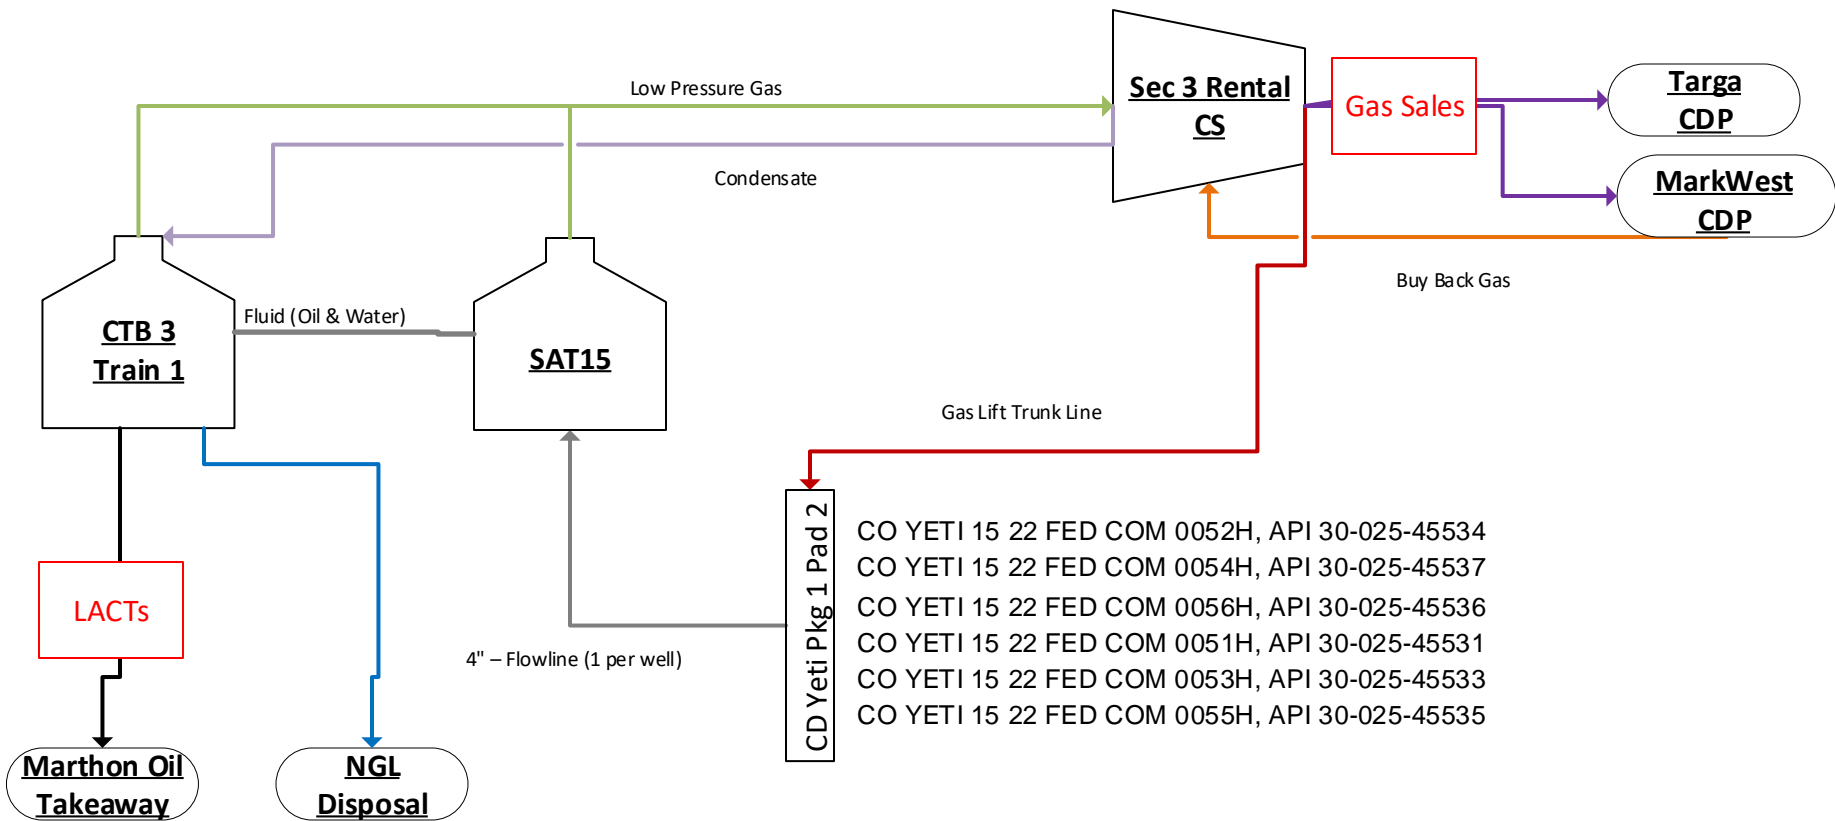 Low Pressure Gas
Sec 3 Rental
CS
Gas Sales
Targa
CDP
Condensate
MarkWest
CDP
Buy Back Gas
CTB 3
Train 1
Fluid (Oil & Water)
SAT15
Gas Lift Trunk Line
CD Yeti Pkg 1 Pad 2
CO YETI 15 22 FED COM 0052H, API 30-025-45534
CO YETI 15 22 FED COM 0054H, API 30-025-45537
CO YETI 15 22 FED COM 0056H, API 30-025-45536
CO YETI 15 22 FED COM 0051H, API 30-025-45531
CO YETI 15 22 FED COM 0053H, API 30-025-45533
CO YETI 15 22 FED COM 0055H, API 30-025-45535
LACTs
4" – Flowline (1 per well)
Marthon Oil
Takeaway
NGL
Disposal